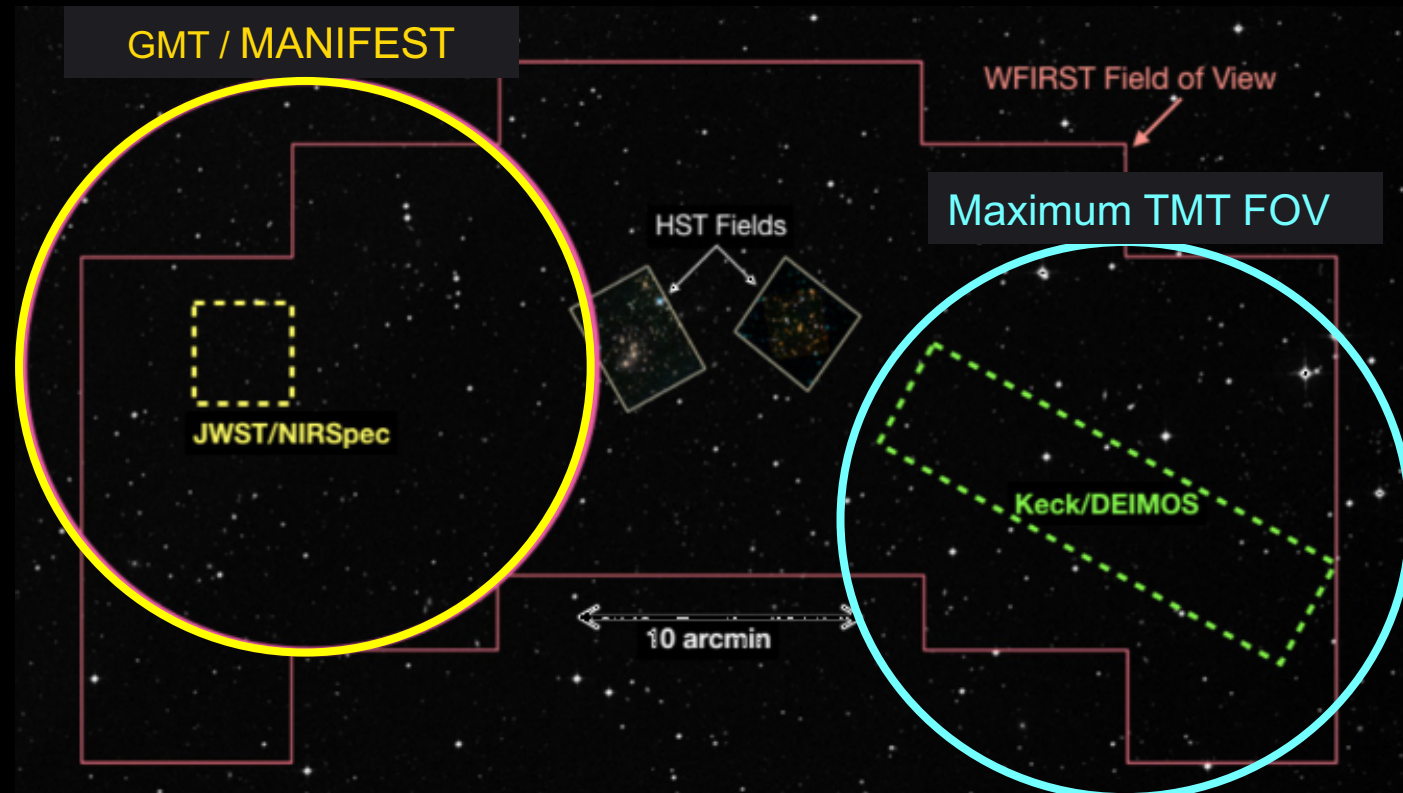 GMT / MANIFEST
WFIRST Field of View
Maximum TMT FOV
HST Fields
JWST/NIRSpec
Keck/DEIMOS
10 arcmin